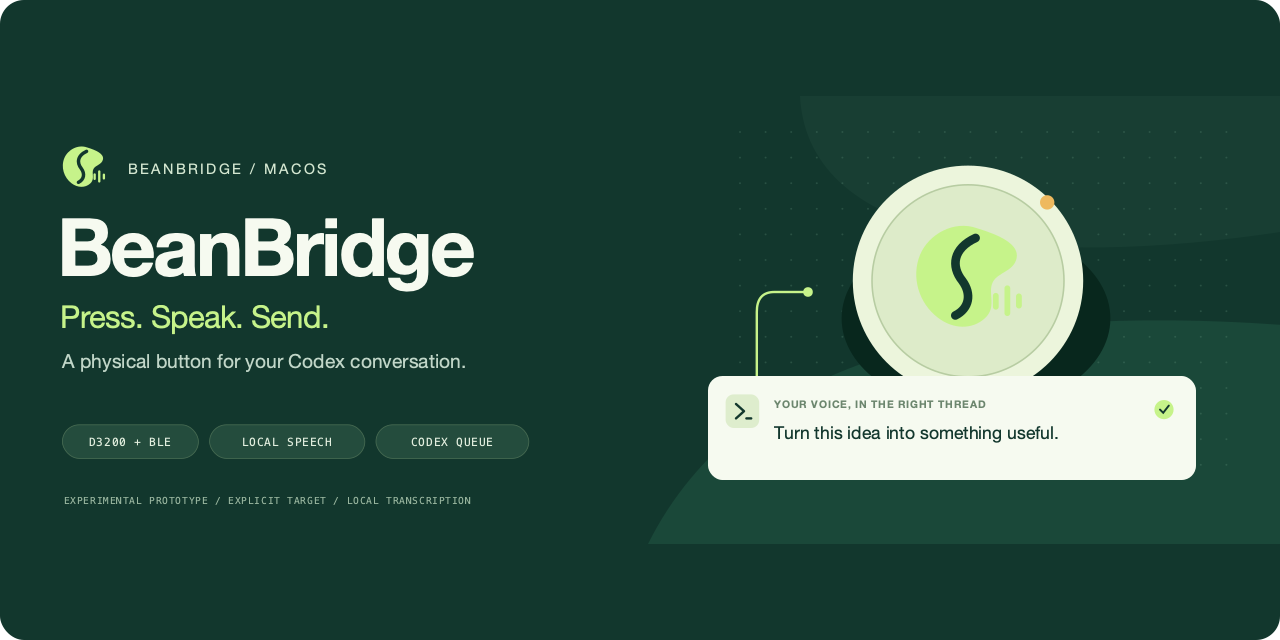 BEANBRIDGE / MACOS
BeanBridge
Press. Speak. Send.
A physical button for your Codex conversation.
D3200 + BLE
LOCAL SPEECH
CODEX QUEUE
EXPERIMENTAL PROTOTYPE / EXPLICIT TARGET / LOCAL TRANSCRIPTION
YOUR VOICE, IN THE RIGHT THREAD
Turn this idea into something useful.